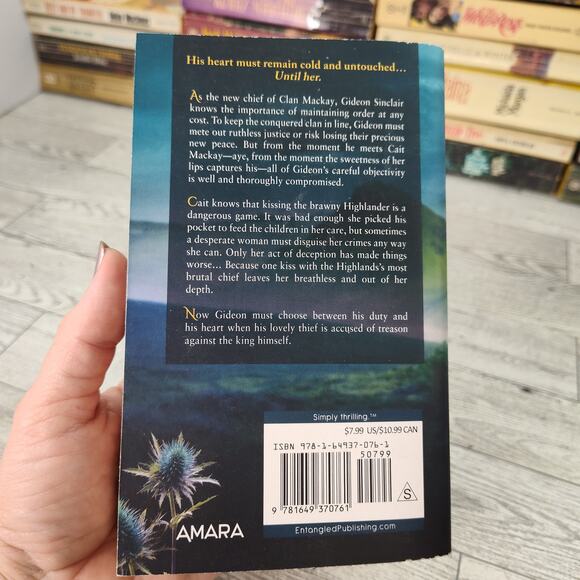 His heart must remain cold and untouched…
Until her.
As the new chief of Clan Mackay, Gideon Sinclair
knows the importance of maintaining order at any
cost. To keep the conquered clan in line, Gideon must
mete out ruthless justice or risk losing their precious
new peace. But from the moment he meets Cait
Mackay—aye, from the moment the sweetness of her
lips captures his—all of Gideon's careful objectivity
is well and thoroughly compromised.
Cait knows that kissing the brawny Highlander is a
dangerous game. It was bad enough she picked his
pocket to feed the children in her care, but sometimes
a desperate woman must disguise her crimes any way
she can. Only her act of deception has made things
worse… Because one kiss with the Highlands's most
brutal chief leaves her breathless and out of her
depth.
Now Gideon must choose between his duty and
his heart when his lovely thief is accused of treason
against the king himself.
Simply thrilling.™
$7.99 US/$10.99 CAN
ISBN 978-1-64937-076-1
50799
9 781649 370761
S
EntangledPublishing.com
AMARA